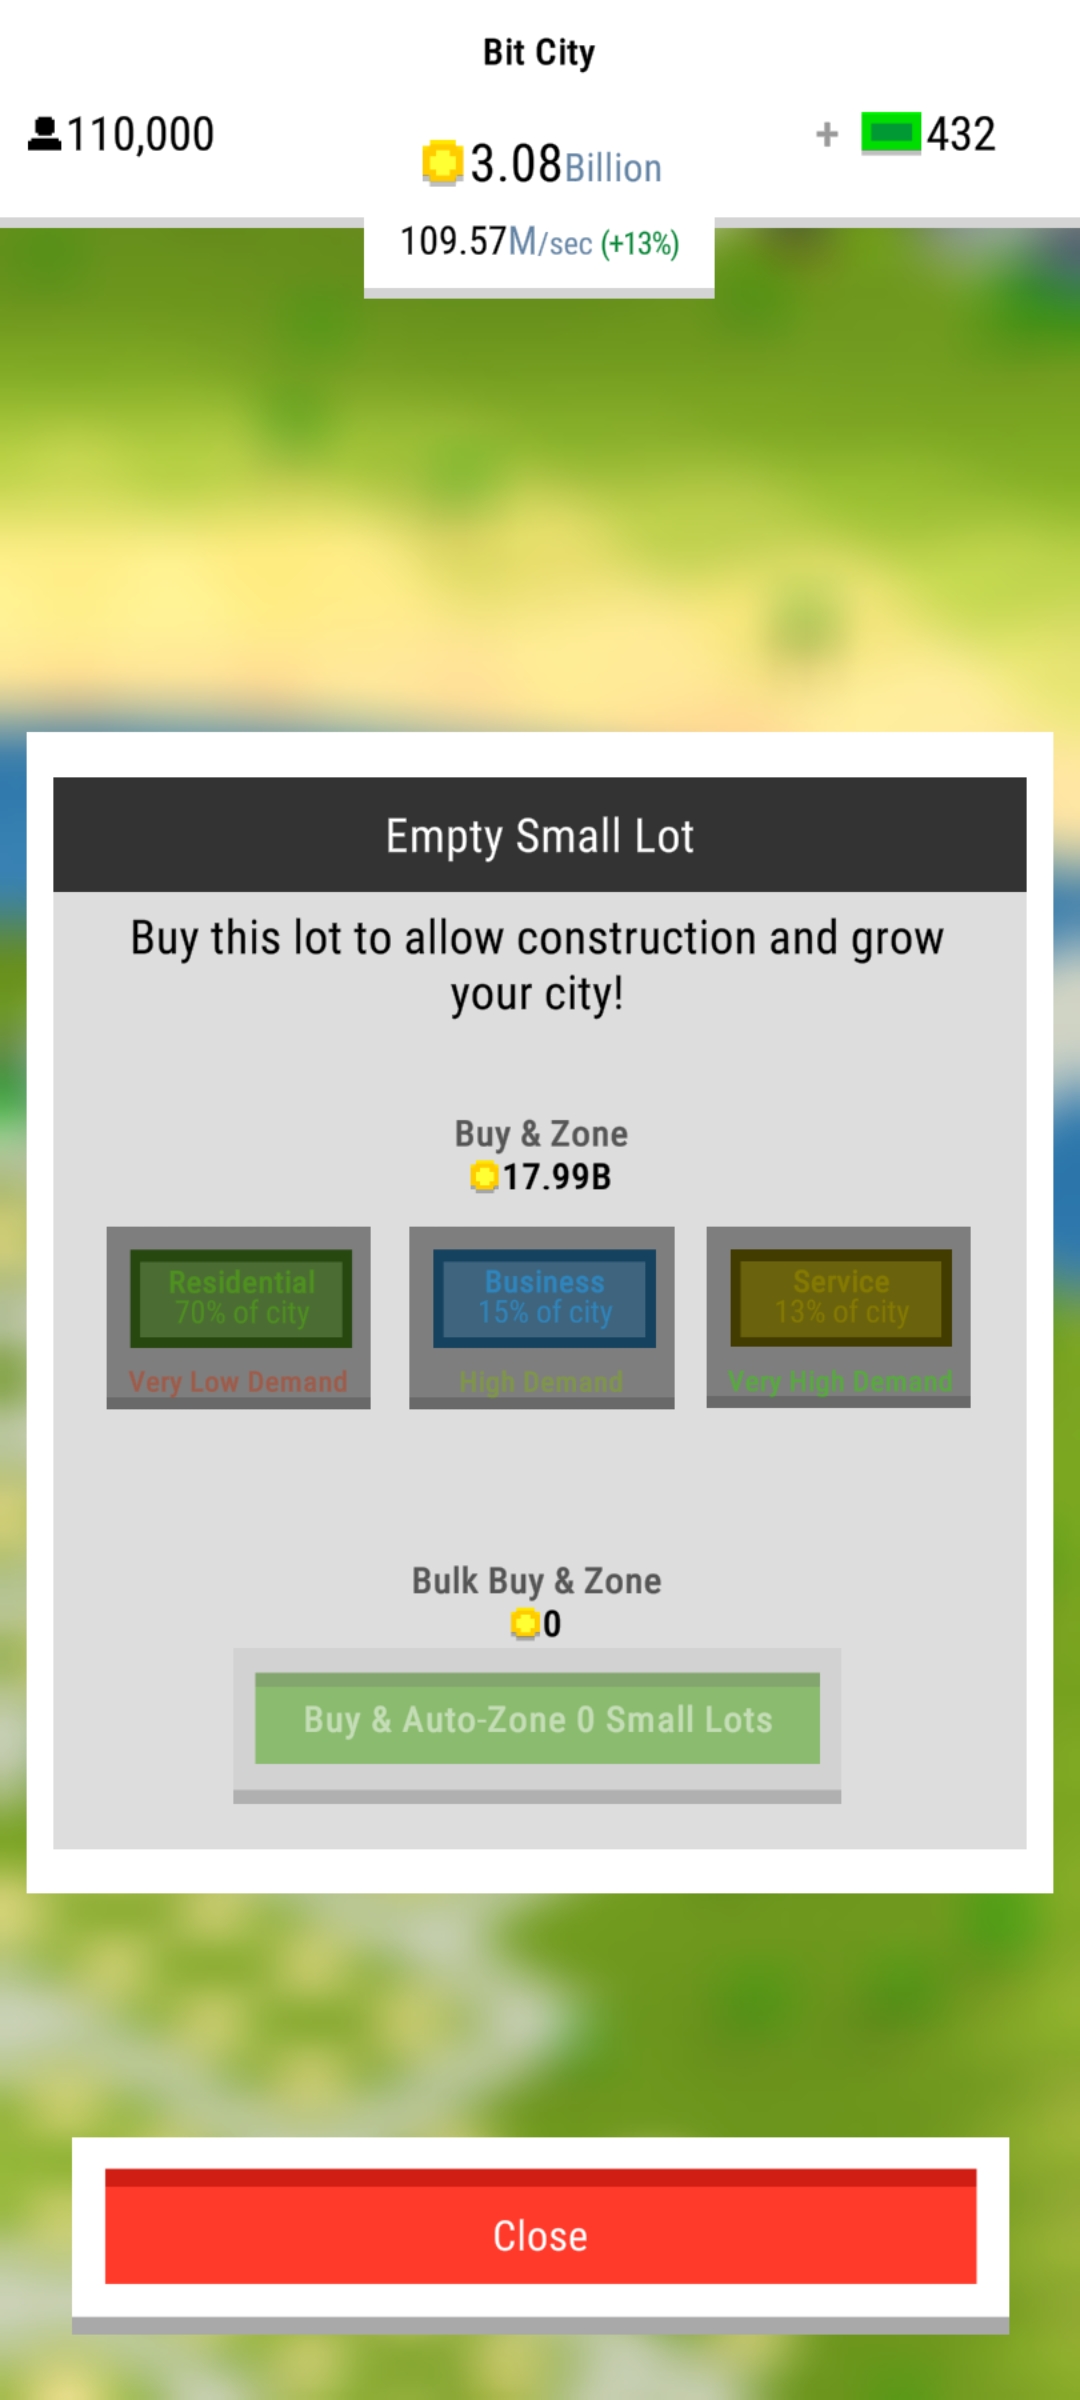 Bit City
110,000
3.08Billion
+ 432
109.57M/sec (+13%)
Empty Small Lot
Buy this lot to allow construction and grow
your city!
Buy & Zone
17.99B
Residential
70% of city
Very Low Demand
Business
15% of city
High Demand
Service
13% of city
Very High Demand
Bulk Buy & Zone
0
Buy & Auto-Zone 0 Small Lots
Close